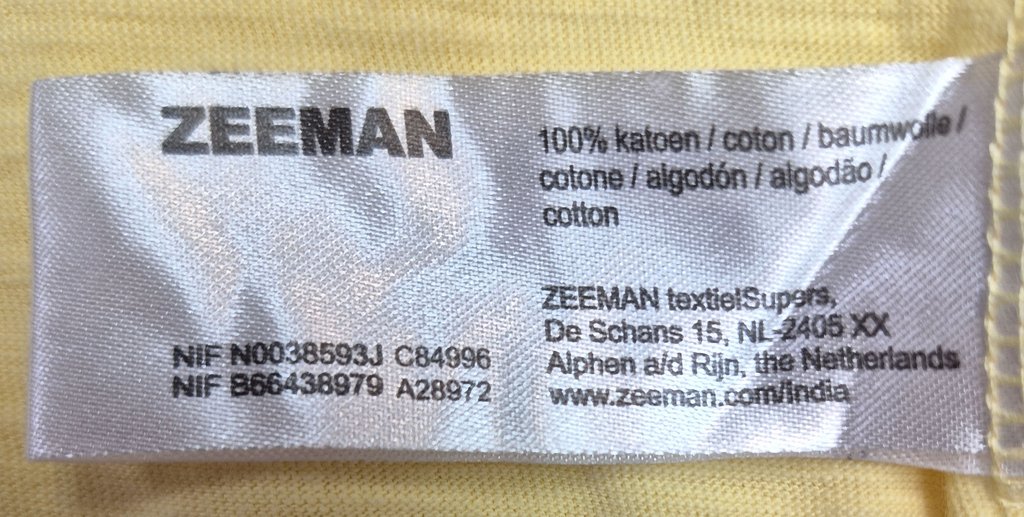 ZEEMAN
100% katoen / coton / baumwolle /
cotone / algodón / algodão /
cotton
ZEEMAN textielSupers,
De Schans 15, NL-2405 XX
Alphen a/d Rijn, the Netherlands
www.zeeman.com/india
NIF N0038593J C84996
NIF B66438979 A28972